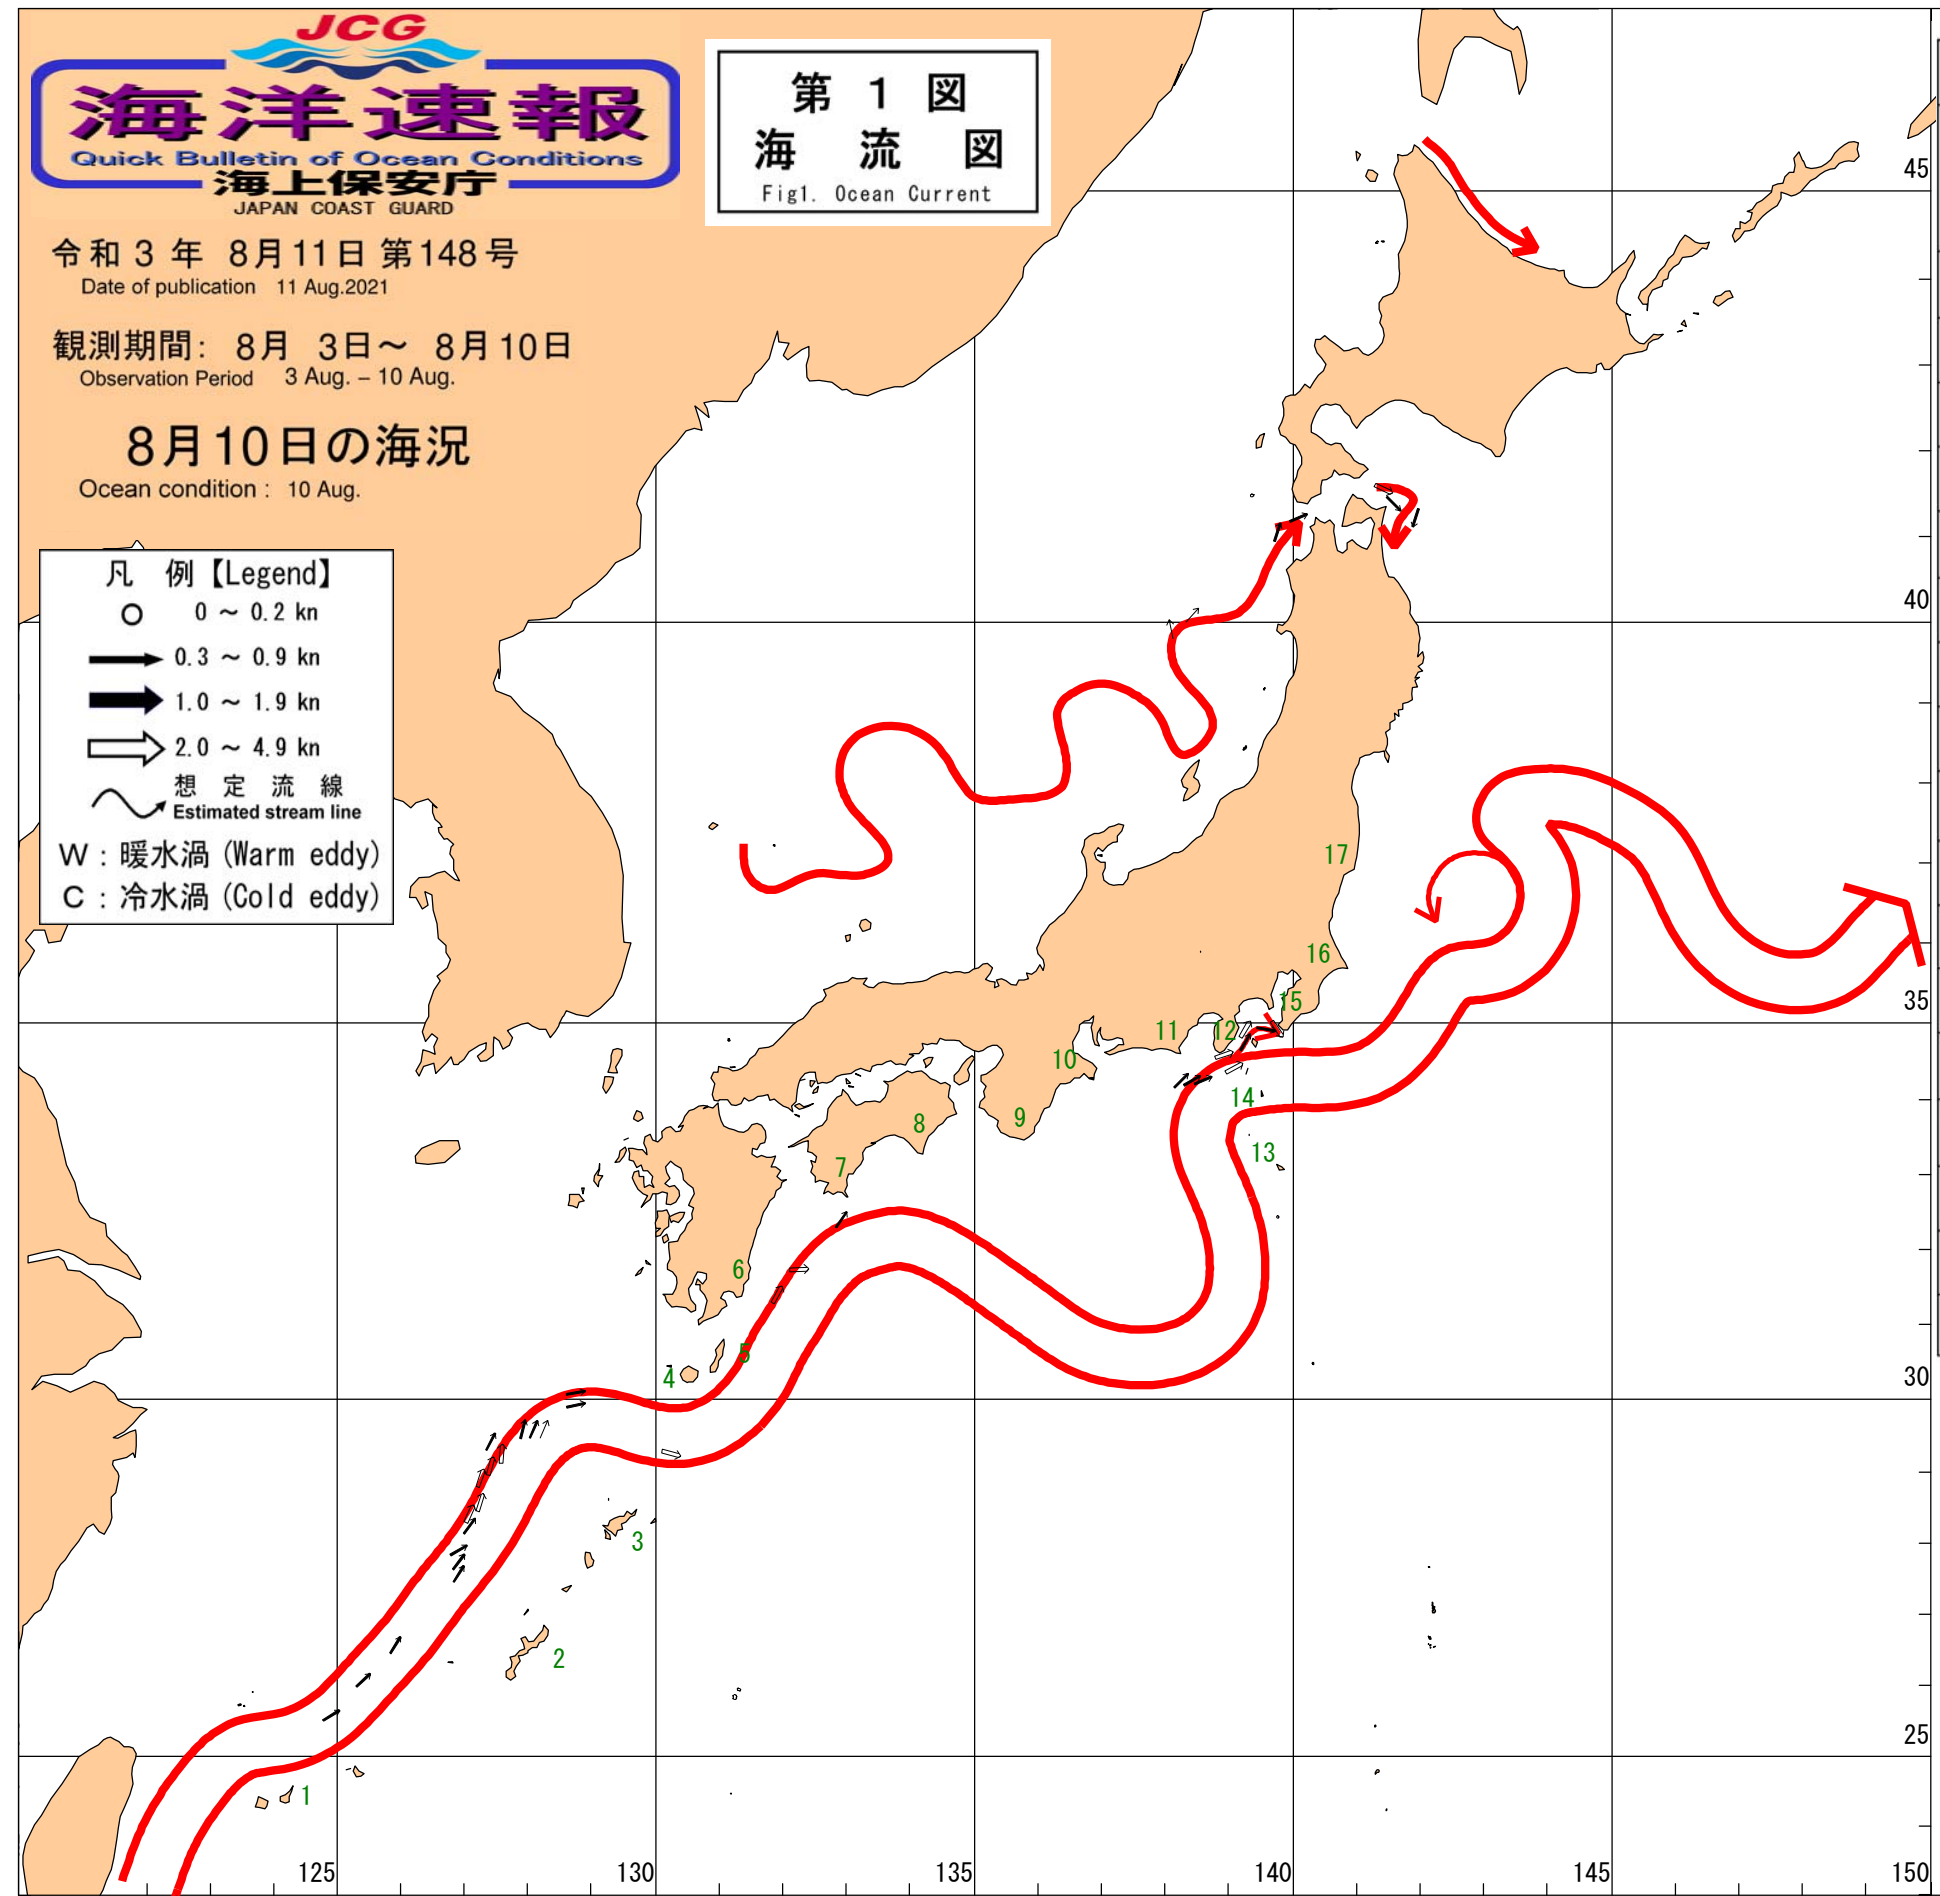 JCG
海洋速報
Quick Bulletin of Ocean Conditions
海上保安庁
JAPAN COAST GUARD
令和 3 年 8月11日 第148号
Date of publication 11 Aug.2021
観測期間: 8月 3日～ 8月10日
Observation Period 3 Aug. – 10 Aug.
8月10日の海況
Ocean condition : 10 Aug.
第 1 図
海 流 図
Fig1. Ocean Current
凡 例【Legend】
0 ～ 0.2 kn
0.3 ～ 0.9 kn
1.0 ～ 1.9 kn
2.0 ～ 4.9 kn
想 定 流 線
Estimated stream line
W : 暖水渦 (Warm eddy)
C : 冷水渦 (Cold eddy)
45
40
17
16
35
15
12
11
10
14
9
8
13
7
6
5
4
30
3
2
25
1
125
130
135
140
145
150